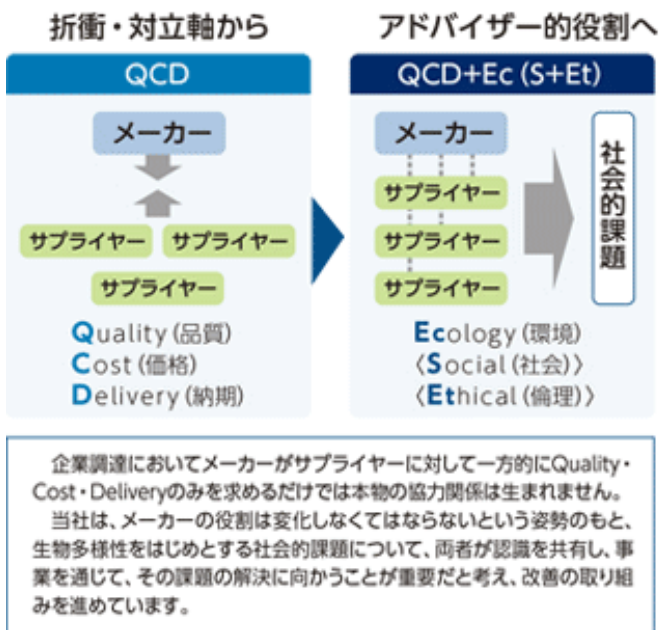 折衝・対立軸から
QCD
メーカー
サプライヤー サプライヤー
サプライヤー
Quality(品質)
Cost(価格)
Delivery(納期)
アドバイザー的役割へ
QCD+Ec(S+Et)
メーカー
サプライヤー
サプライヤー
サプライヤー
社会的課題
Ecology(環境)
〈Social(社会)〉
〈Ethical(倫理)〉
企業調達においてメーカーがサプライヤーに対して一方的にQuality・
Cost・Deliveryのみを求めるだけでは本物の協力関係は生まれません。
当社は、メーカーの役割は変化しなくてはならないという姿勢のもと、
生物多様性をはじめとする社会的課題について、両者が認識を共有し、事
業を通じて、その課題の解決に向かうことが重要だと考え、改善の取り組
みを進めています。